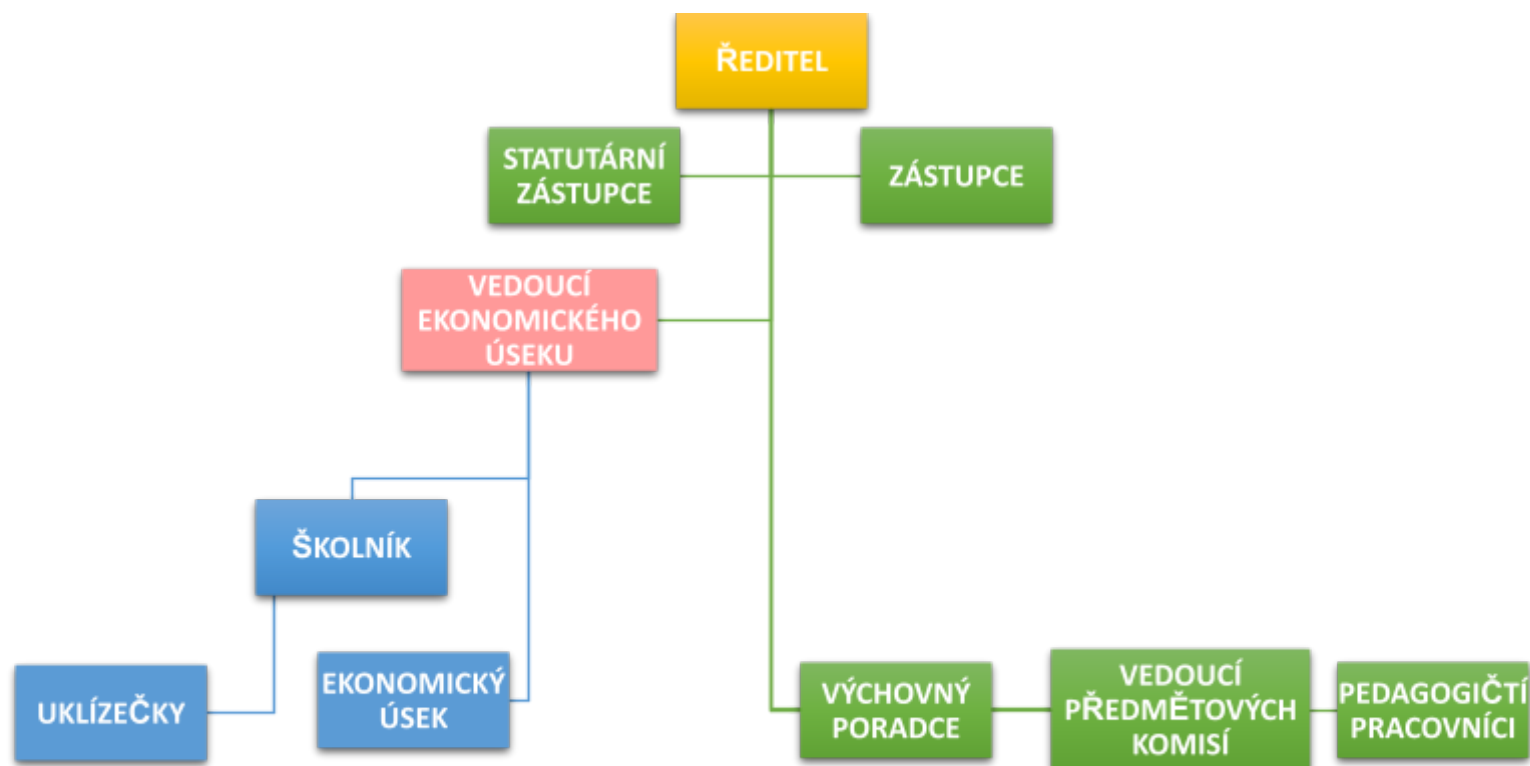 ŘEDITEL
STATUTÁRNÍ
ZÁSTUPCE
ZÁSTUPCE
VEDOUCÍ
EKONOMICKÉHO
ÚSEKU
ŠKOLNÍK
UKLÍZEČKY
EKONOMICKÝ
ÚSEK
VÝCHOVNÝ
PORADCE
VEDOUCÍ
PŘEDMĚTOVÝCH
KOMISÍ
PEDAGOGIČTÍ
PRACOVNÍCI